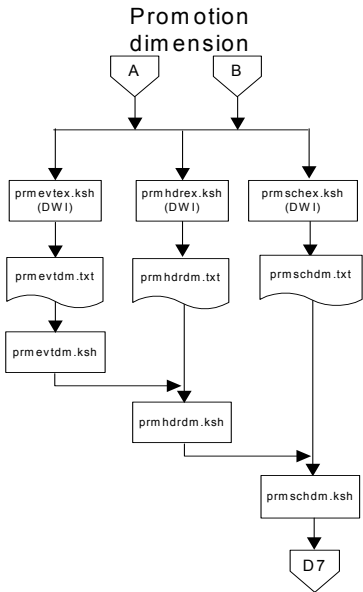 Promotion
dimension
A
B
prmevtex.ksh
(DWI)
prmhdrex.ksh
(DWI)
prmschex.ksh
(DWI)
prmevtdm.txt
prmhdrdm.txt
prmschdm.txt
prmevtdm.ksh
prmhdrdm.ksh
prmschdm.ksh
D7